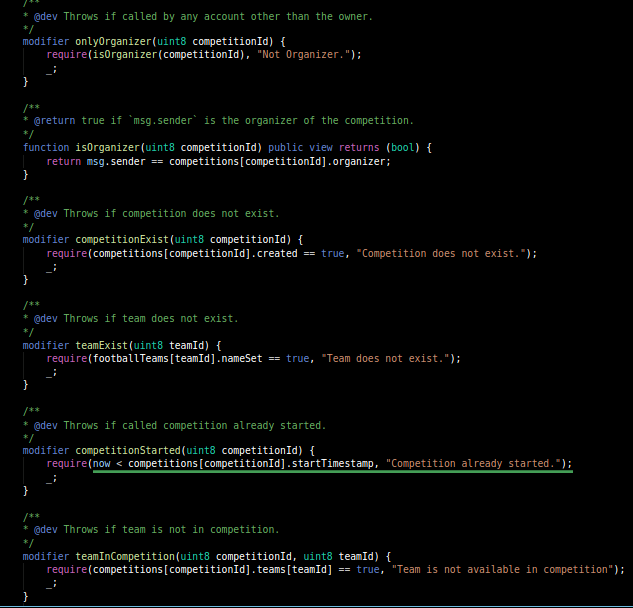 /**
* @dev Throws if called by any account other than the owner.
*/
modifier onlyOrganizer(uint8 competitionId) {
require(isOrganizer(competitionId), "Not Organizer.");
_;
}
/**
* @return true if `msg.sender` is the organizer of the competition.
*/
function isOrganizer(uint8 competitionId) public view returns (bool) {
return msg.sender == competitions[competitionId].organizer;
}
/**
* @dev Throws if competition does not exist.
*/
modifier competitionExist(uint8 competitionId) {
require(competitions[competitionId].created == true, "Competition does not exist.");
_;
}
/**
* @dev Throws if team does not exist.
*/
modifier teamExist(uint8 teamId) {
require(footballTeams[teamId].nameSet == true, "Team does not exist.");
_;
}
/**
* @dev Throws if called competition already started.
*/
modifier competitionStarted(uint8 competitionId) {
require(now < competitions[competitionId].startTimestamp, "Competition already started.");
_;
}
/**
* @dev Throws if team is not in competition.
*/
modifier teamInCompetition(uint8 competitionId, uint8 teamId) {
require(competitions[competitionId].teams[teamId] == true, "Team is not available in competition");
_;
}